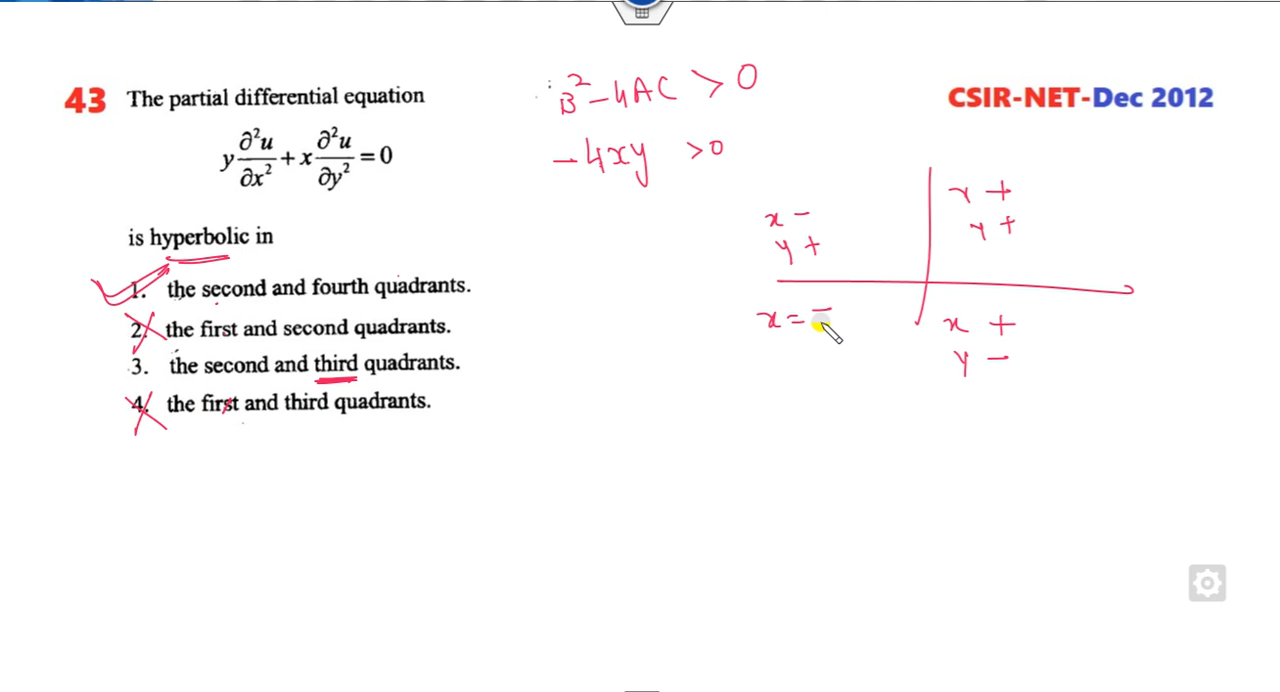 43 The partial differential equation
y ∂²u/∂x² + x ∂²u/∂y² = 0
is hyperbolic in
1. the second and fourth quadrants.
2. the first and second quadrants.
3. the second and third quadrants.
4. the first and third quadrants.
B²-4AC > 0
-4xy > 0
CSIR-NET-Dec 2012
x -
y +
x +
y +
x = -
x +
y -